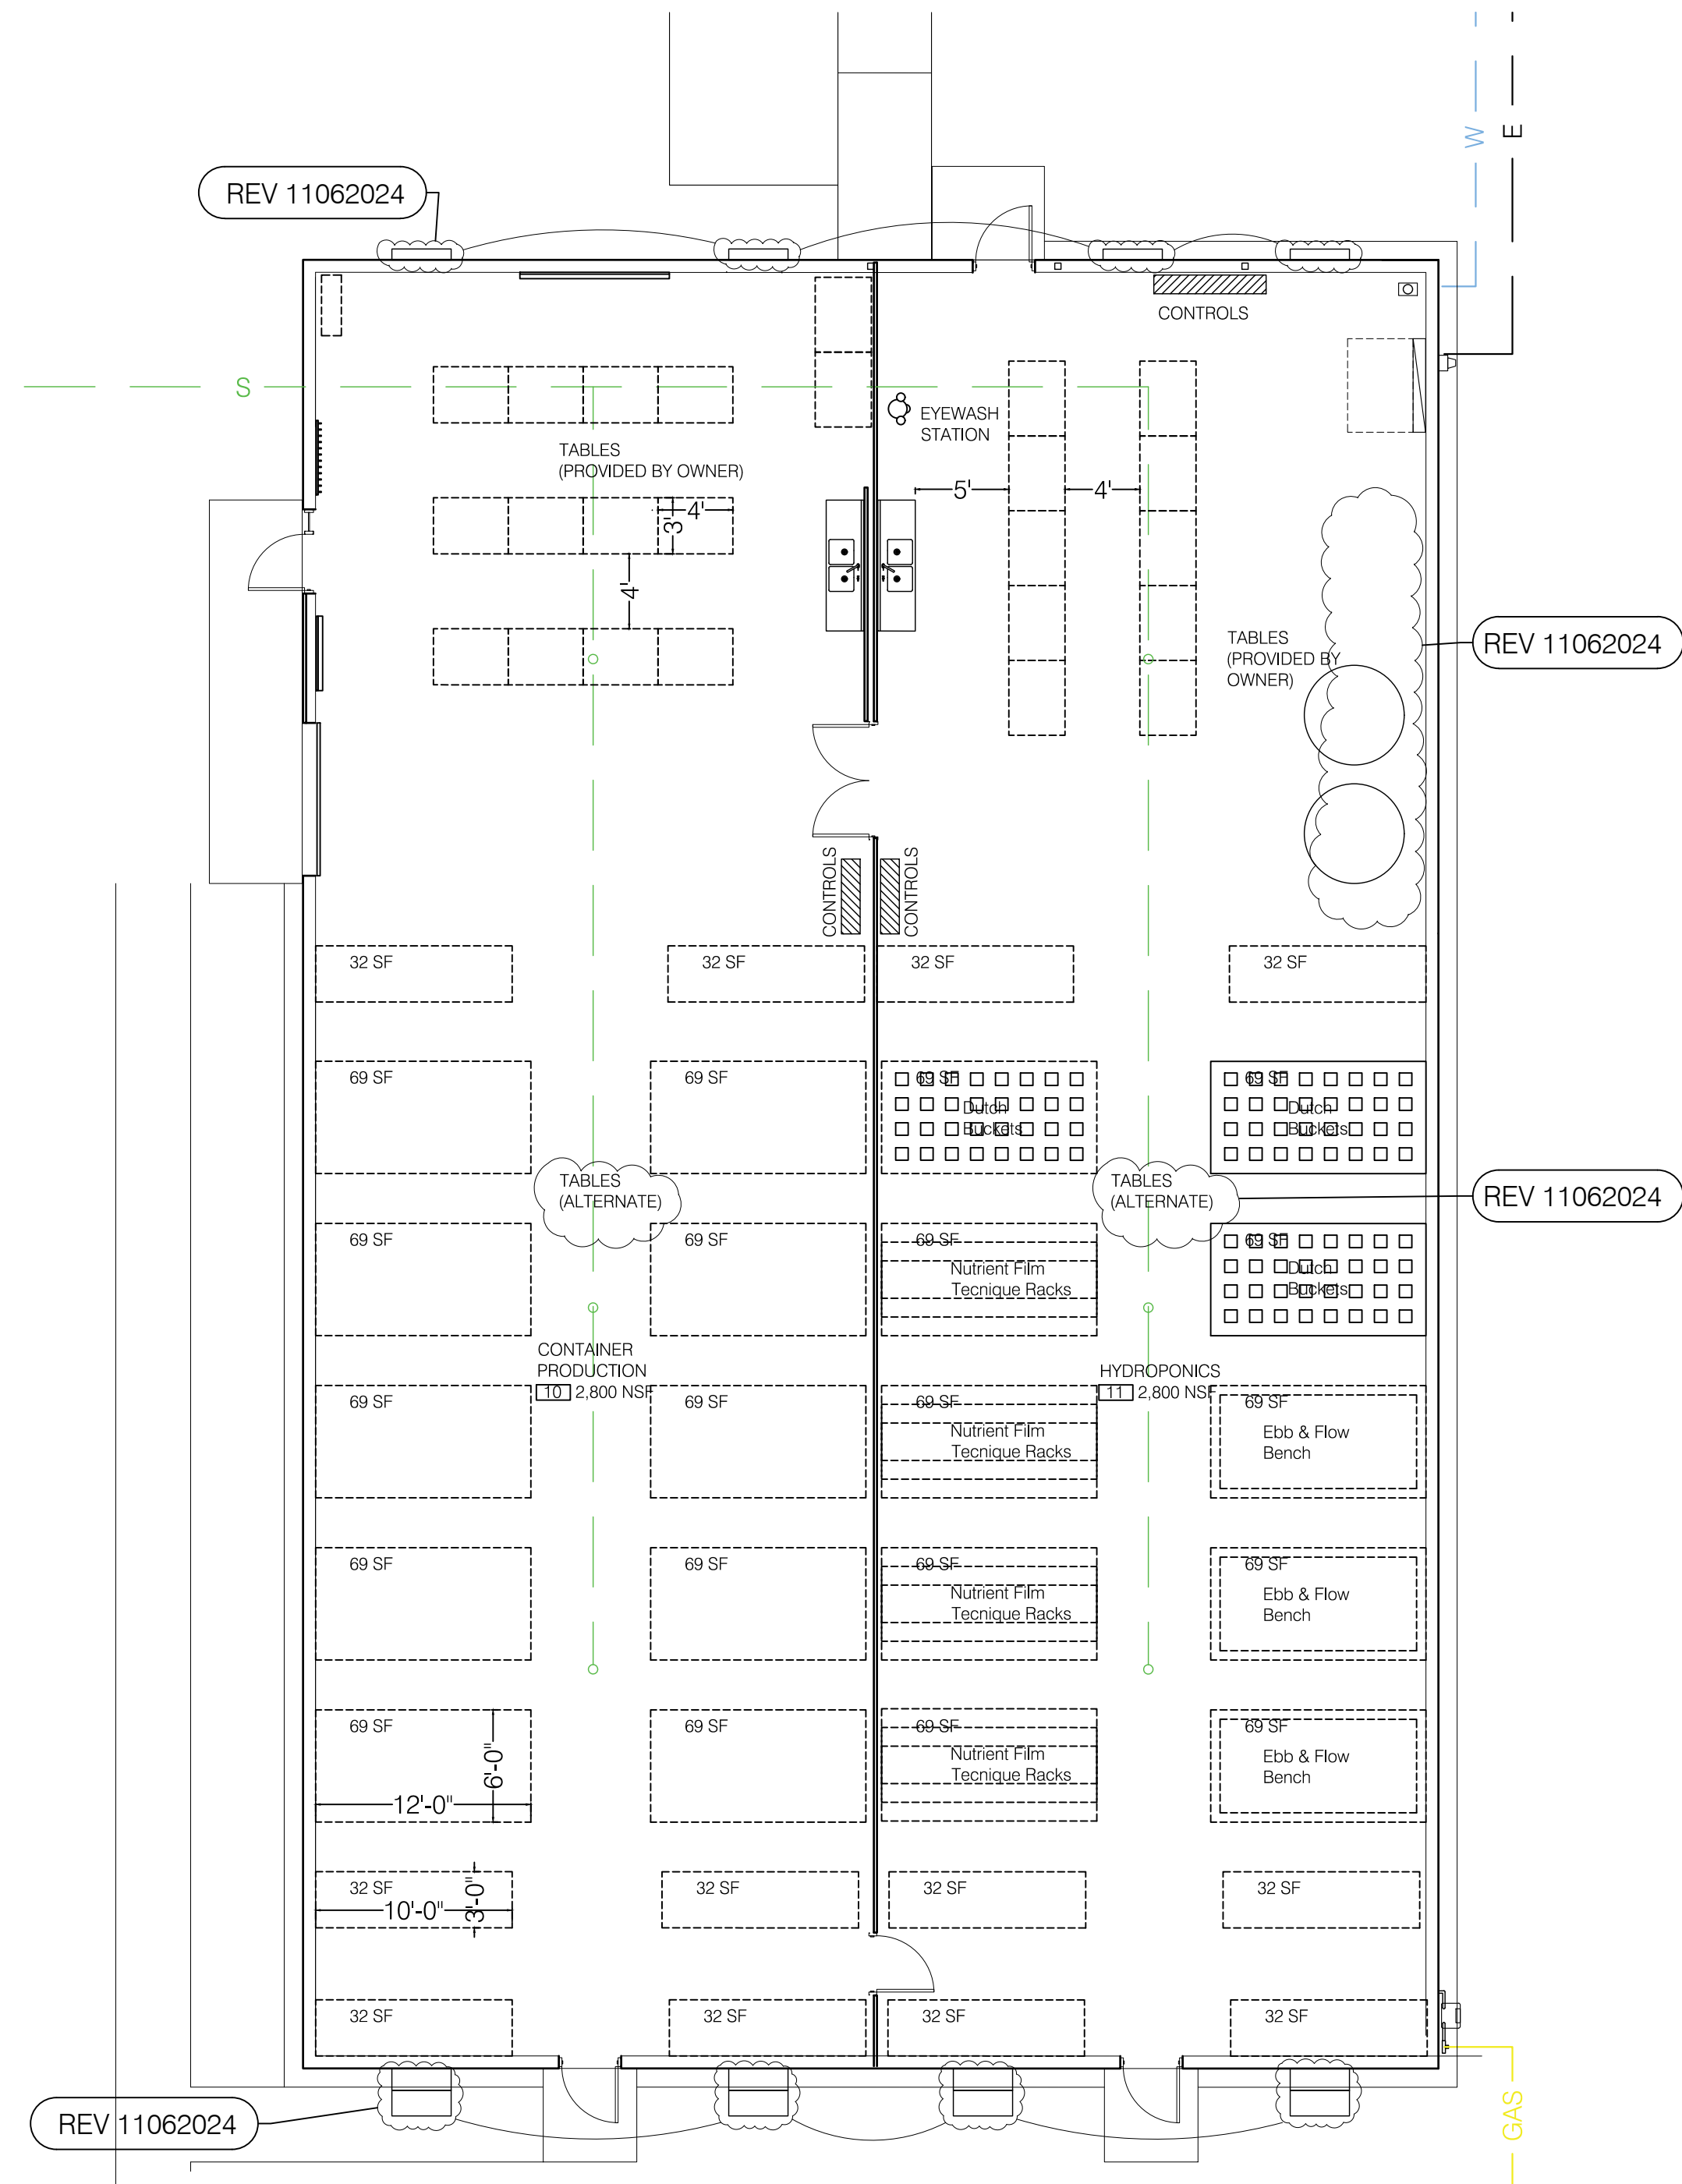 W
E
REV 11062024
CONTROLS
S
EYEWASH
STATION
TABLES
(PROVIDED BY OWNER)
5'
4'
4'
3'
4'
TABLES
(PROVIDED BY
OWNER)
REV 11062024
CONTROLS
CONTROLS
32 SF
32 SF
32 SF
32 SF
69 SF
69 SF
69 SF
Dutch
Buckets
69 SF
Dutch
Buckets
TABLES
(ALTERNATE)
TABLES
(ALTERNATE)
REV 11062024
69 SF
69 SF
69 SF
Nutrient Film
Tecnique Racks
69 SF
Dutch
Buckets
CONTAINER
PRODUCTION
10 2,800 NSF
HYDROPONICS
11 2,800 NSF
69 SF
69 SF
69 SF
Nutrient Film
Tecnique Racks
69 SF
Ebb & Flow
Bench
69 SF
69 SF
69 SF
Nutrient Film
Tecnique Racks
69 SF
Ebb & Flow
Bench
69 SF
69 SF
69 SF
Nutrient Film
Tecnique Racks
69 SF
Ebb & Flow
Bench
6'-0"
12'-0"
32 SF
32 SF
32 SF
32 SF
10'-0"
3'-0"
32 SF
32 SF
32 SF
32 SF
REV 11062024
GAS